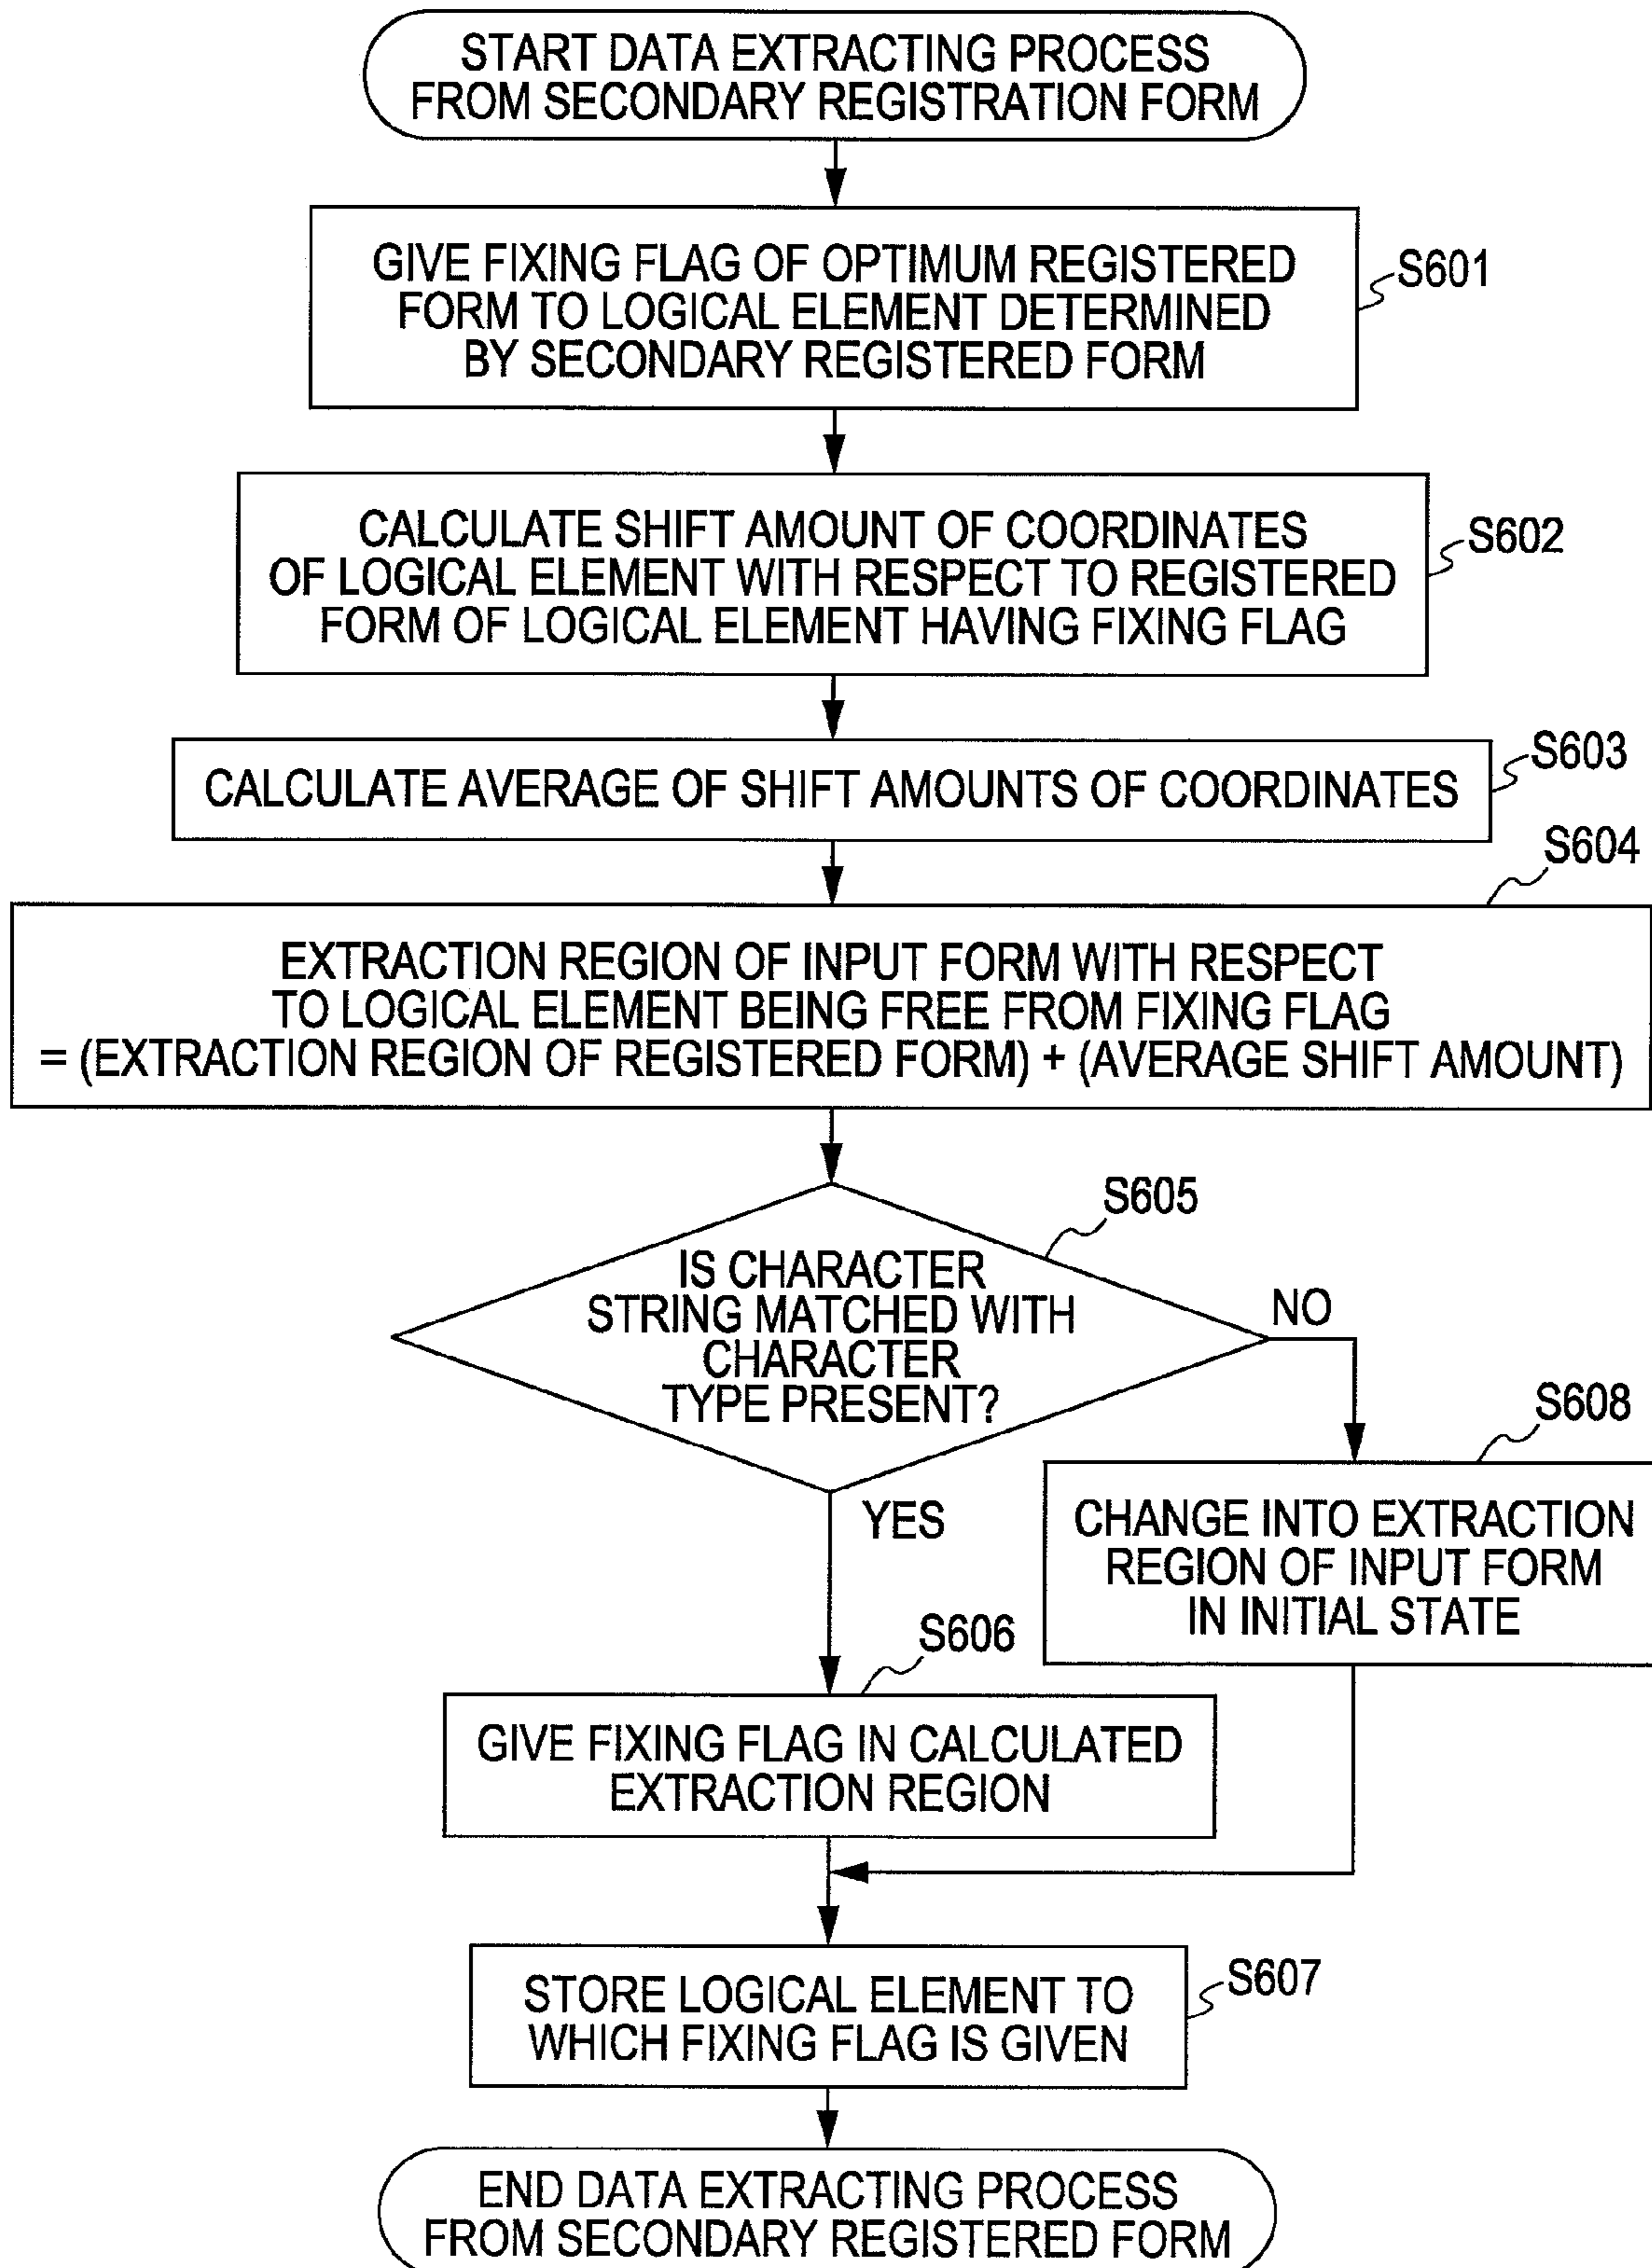 START DATA EXTRACTING PROCESS
FROM SECONDARY REGISTRATION FORM
GIVE FIXING FLAG OF OPTIMUM REGISTERED
FORM TO LOGICAL ELEMENT DETERMINED
BY SECONDARY REGISTERED FORM
S601
CALCULATE SHIFT AMOUNT OF COORDINATES
OF LOGICAL ELEMENT WITH RESPECT TO REGISTERED
FORM OF LOGICAL ELEMENT HAVING FIXING FLAG
S602
CALCULATE AVERAGE OF SHIFT AMOUNTS OF COORDINATES
S603
S604
EXTRACTION REGION OF INPUT FORM WITH RESPECT
TO LOGICAL ELEMENT BEING FREE FROM FIXING FLAG
= (EXTRACTION REGION OF REGISTERED FORM) + (AVERAGE SHIFT AMOUNT)
S605
IS CHARACTER
STRING MATCHED WITH
CHARACTER
TYPE PRESENT?
NO
YES
S608
CHANGE INTO EXTRACTION
REGION OF INPUT FORM
IN INITIAL STATE
S606
GIVE FIXING FLAG IN CALCULATED
EXTRACTION REGION
STORE LOGICAL ELEMENT TO
WHICH FIXING FLAG IS GIVEN
S607
END DATA EXTRACTING PROCESS
FROM SECONDARY REGISTERED FORM